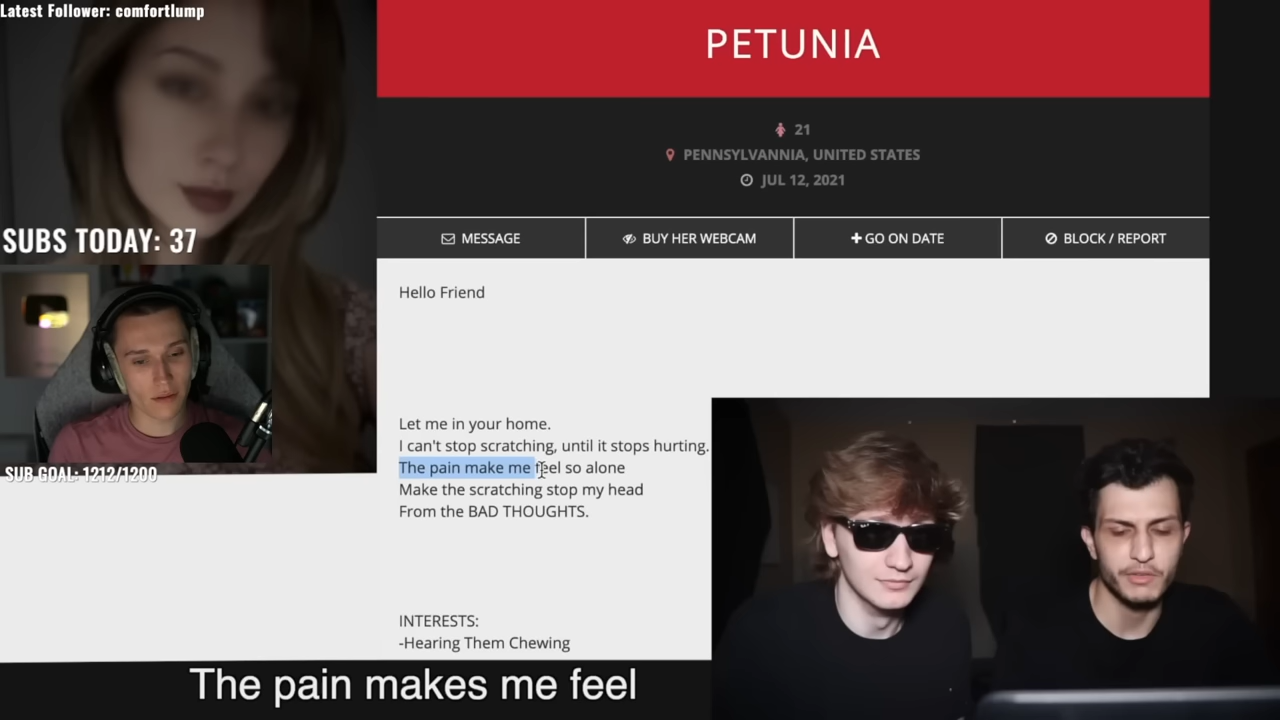 Latest Follower: comfortlump
PETUNIA
21
PENNSYLVANNIA, UNITED STATES
JUL 12, 2021
SUBS TODAY: 37
MESSAGE
BUY HER WEBCAM
GO ON DATE
BLOCK / REPORT
Hello Friend
Let me in your home.
I can't stop scratching, until it stops hurting.
The pain make me feel so alone
Make the scratching stop my head
From the BAD THOUGHTS.
SUB GOAL: 1212/1200
INTERESTS:
-Hearing Them Chewing
The pain makes me feel